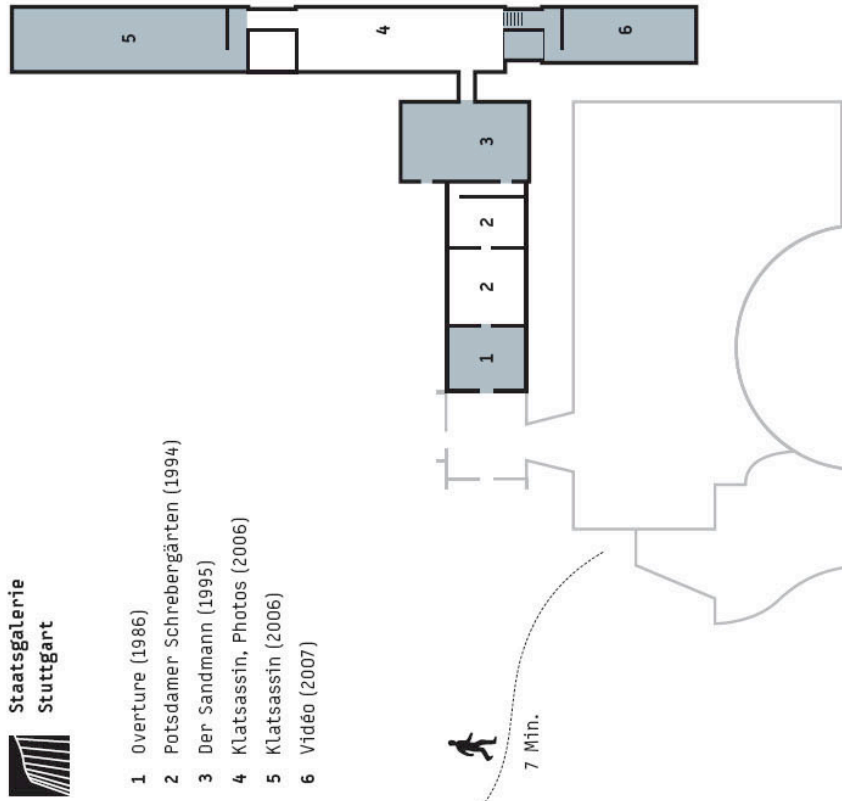 Staatsgalerie
Stuttgart
1 Overture (1986)
2 Potsdamer Schrebergärten (1994)
3 Der Sandmann (1995)
4 Klatsassin, Photos (2006)
5 Klatsassin (2006)
6 Vidéo (2007)
7 Min.
1
2
2
3
4
5
6